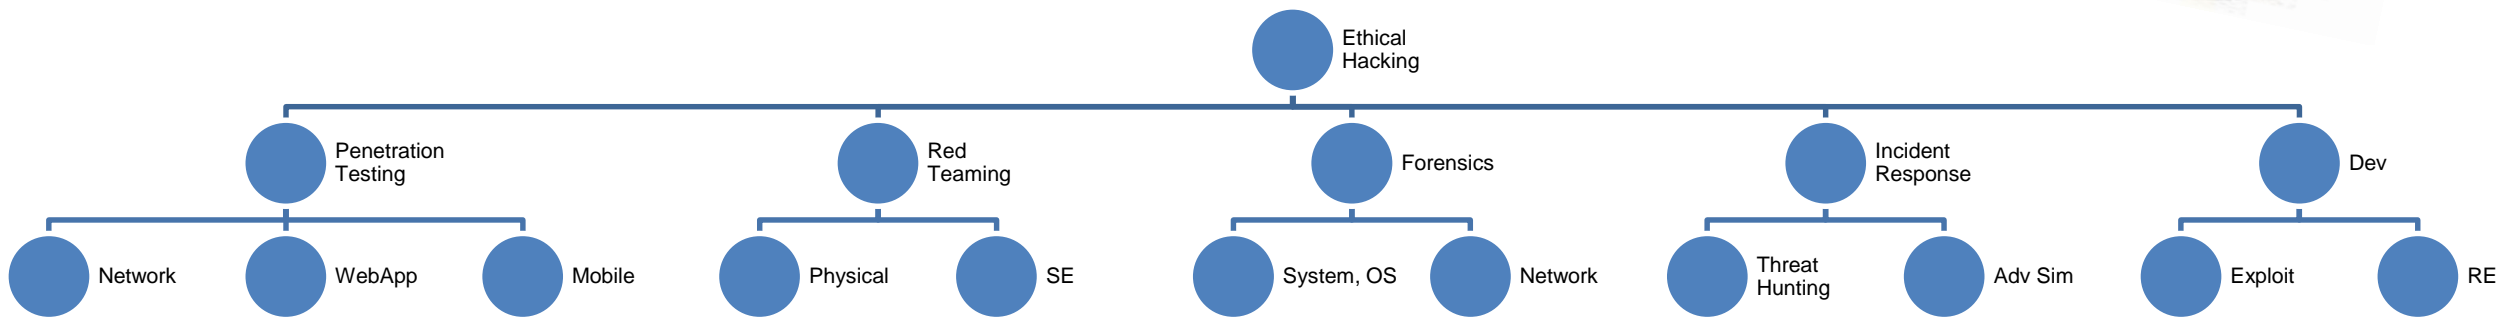 Ethical
Hacking
Penetration
Testing
Red
Teaming
Forensics
Incident
Response
Dev
Network
WebApp
Mobile
Physical
SE
System, OS
Network
Threat
Hunting
Adv Sim
Exploit
RE